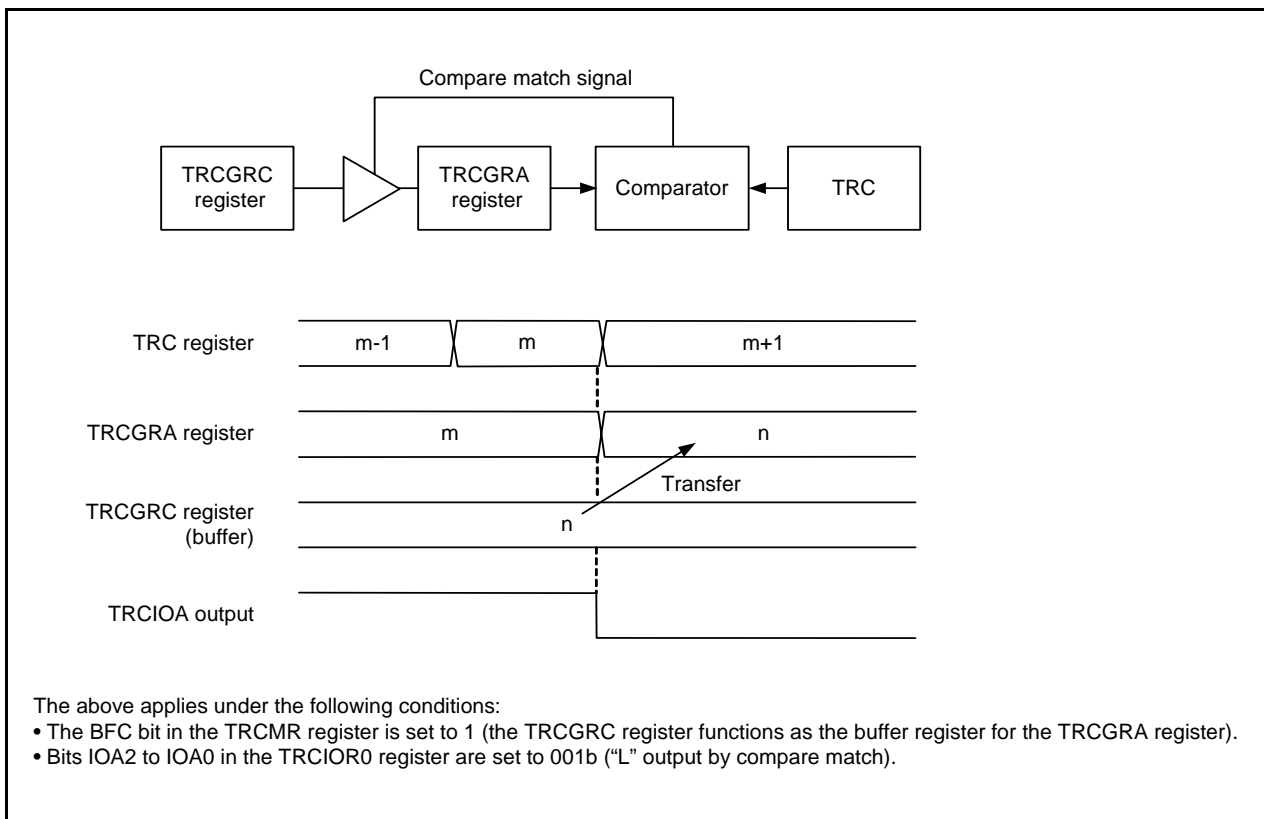 Compare match signal
TRCGRC
register
TRCGRA
register
Comparator
TRC
TRC register
m-1
m
m+1
TRCGRA register
m
n
Transfer
TRCGRC register
(buffer)
n
TRCIOA output
The above applies under the following conditions:
• The BFC bit in the TRCMR register is set to 1 (the TRCGRC register functions as the buffer register for the TRCGRA register).
• Bits IOA2 to IOA0 in the TRCIOR0 register are set to 001b (“L” output by compare match).